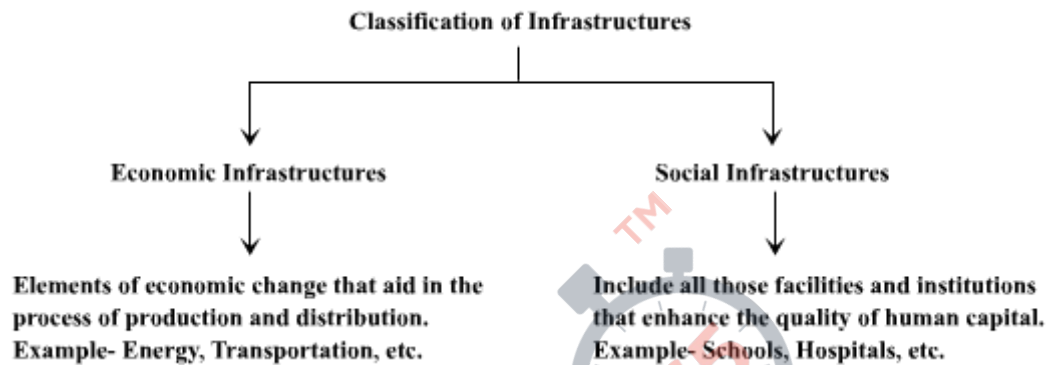 Classification of Infrastructures
Economic Infrastructures
Social Infrastructures
Elements of economic change that aid in the
process of production and distribution.
Example- Energy, Transportation, etc.
Include all those facilities and institutions
that enhance the quality of human capital.
Example- Schools, Hospitals, etc.
TM